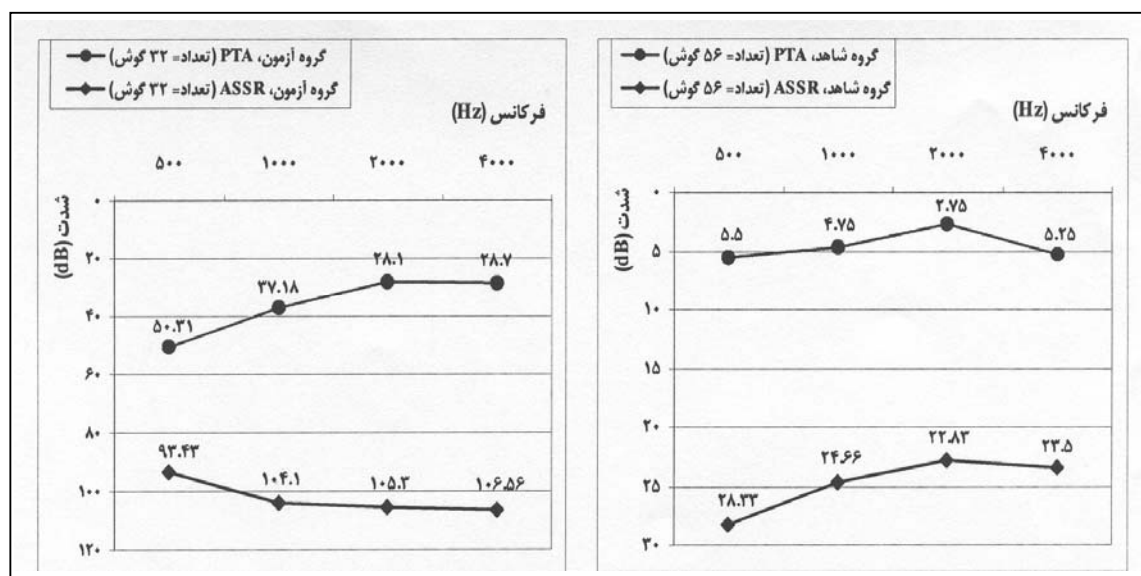 گروه آزمون، PTA (تعداد= ۳۲ گوش)
گروه آزمون، ASSR (تعداد= ۳۲ گوش)
فرکانس (Hz)
۵۰۰ ۱۰۰۰ ۲۰۰۰ ۴۰۰۰
شدت (dB)
۰
۲۰
۴۰
۶۰
۸۰
۱۰۰
۱۲۰
۵۰.۳۱ ۳۷.۱۸ ۲۸.۱ ۲۸.۷
۹۳.۴۳ ۱۰۴.۱ ۱۰۵.۳ ۱۰۶.۵۶
گروه شاهد، PTA (تعداد= ۵۶ گوش)
گروه شاهد، ASSR (تعداد= ۵۶ گوش)
فرکانس (Hz)
۵۰۰ ۱۰۰۰ ۲۰۰۰ ۴۰۰۰
شدت (dB)
۰
۵
۱۰
۱۵
۲۰
۲۵
۳۰
۵.۵ ۴.۷۵ ۲.۷۵ ۵.۲۵
۲۸.۳۳ ۲۴.۶۶ ۲۲.۸۳ ۲۳.۵